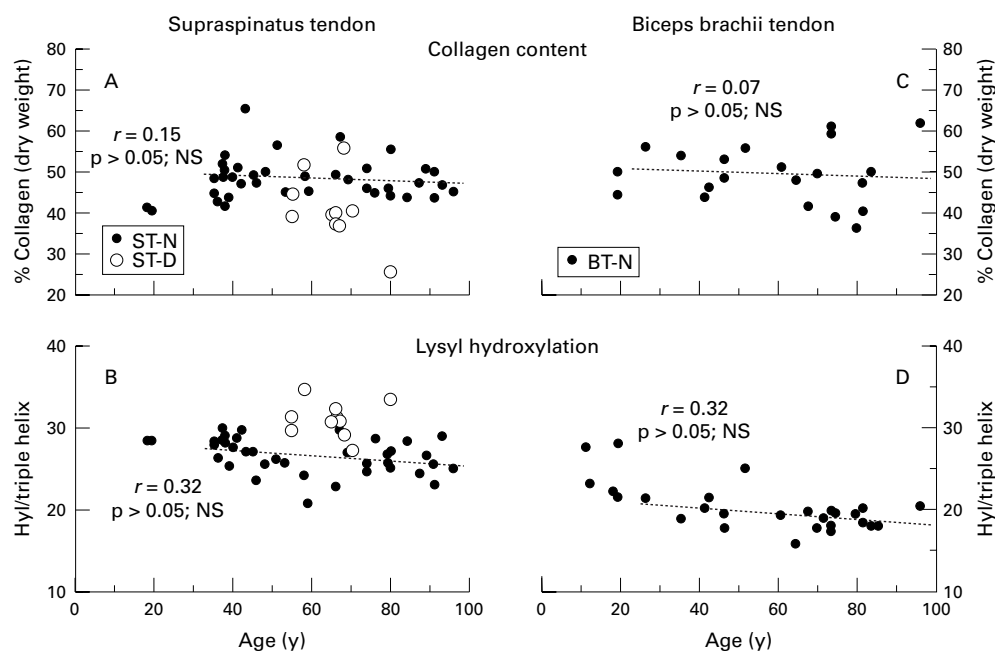 Supraspinatus tendon
Biceps brachii tendon
Collagen content
% Collagen (dry weight)
80
70
60
50
40
30
20
A
r = 0.15
p > 0.05; NS
ST-N
ST-D
C
r = 0.07
p > 0.05; NS
BT-N
80
70
60
50
40
30
20
% Collagen (dry weight)
Lysyl hydroxylation
Hyl/triple helix
40
30
20
10
B
r = 0.32
p > 0.05; NS
20 40 60 80 100
Age (y)
D
r = 0.32
p > 0.05; NS
0 20 40 60 80 100
Age (y)
40
30
20
10
Hyl/triple helix